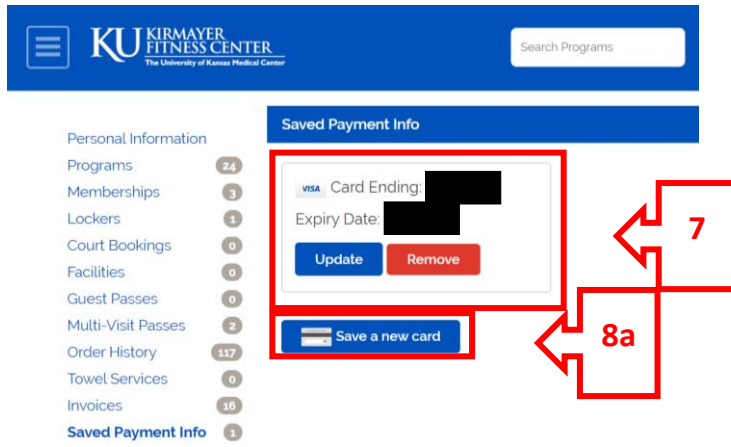 KU KIRMAYER
FITNESS CENTER
The University of Kansas Medical Center
Search Programs
Personal Information
Programs 24
Memberships 3
Lockers 1
Court Bookings 0
Facilities 0
Guest Passes 0
Multi-Visit Passes 2
Order History 117
Towel Services 0
Invoices 16
Saved Payment Info 1
Saved Payment Info
VISA Card Ending:
Expiry Date:
Update Remove
7
Save a new card
8a